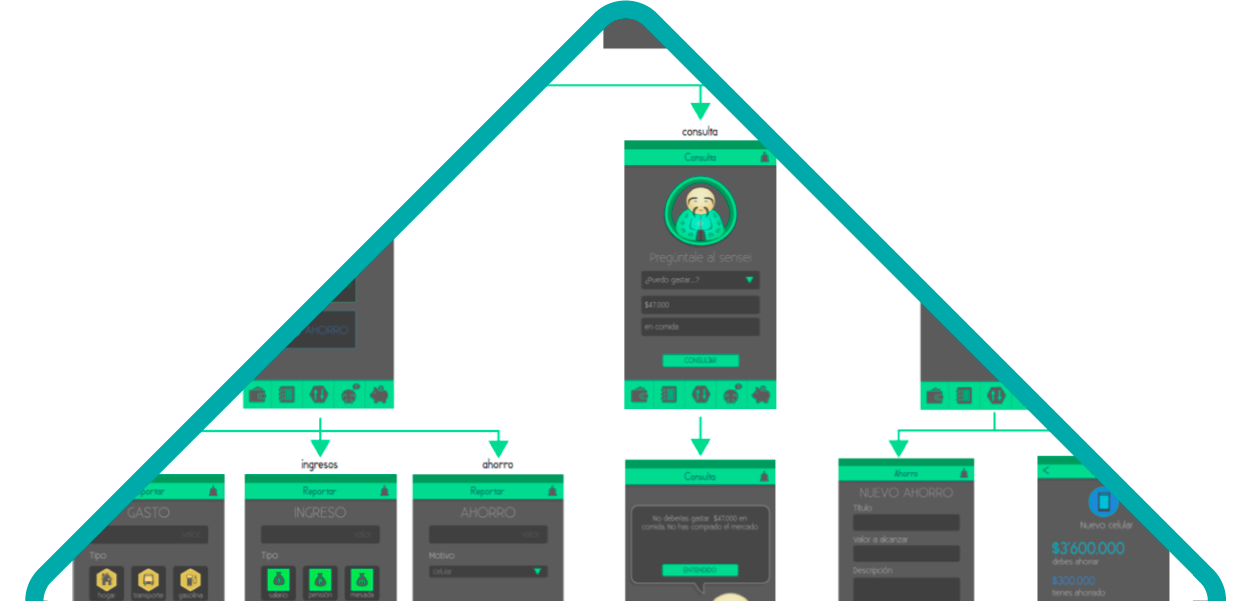 consulta
Consulta
Pregúntale al sensei
¿Puedo gastar...?
$47.000
en comida
CONSULTAR
AHORRO
ingresos
ahorro
portar
GASTO
valor
Tipo
hogar
transporte
gasolina
Reportar
INGRESO
valor
Tipo
salario
pensión
mesada
Reportar
AHORRO
valor
Motivo
Celular
Consulta
No deberías gastar $47.000 en
comida. No has comprado el mercado
ENTENDIDO
Ahorro
NUEVO AHORRO
Título
Valor a alcanzar
Descripción
Nuevo celular
$3'600.000
debes ahorrar
$300.000
tienes ahorrado